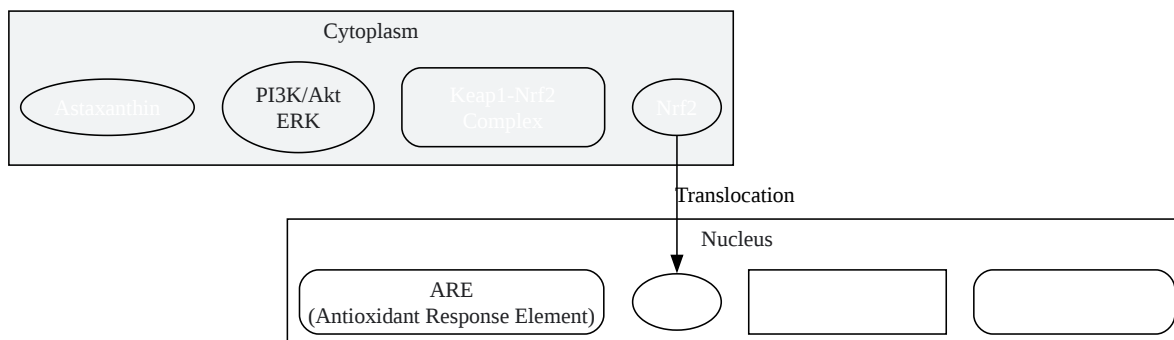 Cytoplasm
Astaxanthin
PI3K/Akt
ERK
Keap1-Nrf2
Complex
Nrf2
Translocation
Nucleus
ARE
(Antioxidant Response Element)